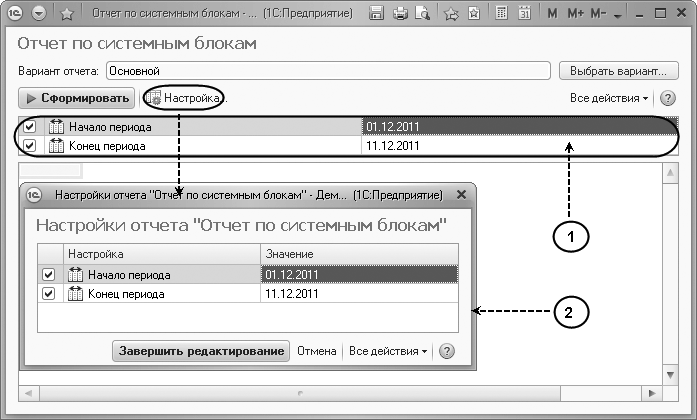 1С Отчет по системным блокам - ... (1С:Предприятие) M M+ M-
Отчет по системным блокам
Вариант отчета: Основной Выбрать вариант...
Сформировать Настройка... Все действия ?
Начало периода 01.12.2011
Конец периода 11.12.2011
1С Настройки отчета "Отчет по системным блокам" - Дем... (1С:Предприятие)
Настройки отчета "Отчет по системным блокам"
Настройка Значение
Начало периода 01.12.2011
Конец периода 11.12.2011
Завершить редактирование Отмена Все действия ?
1
2